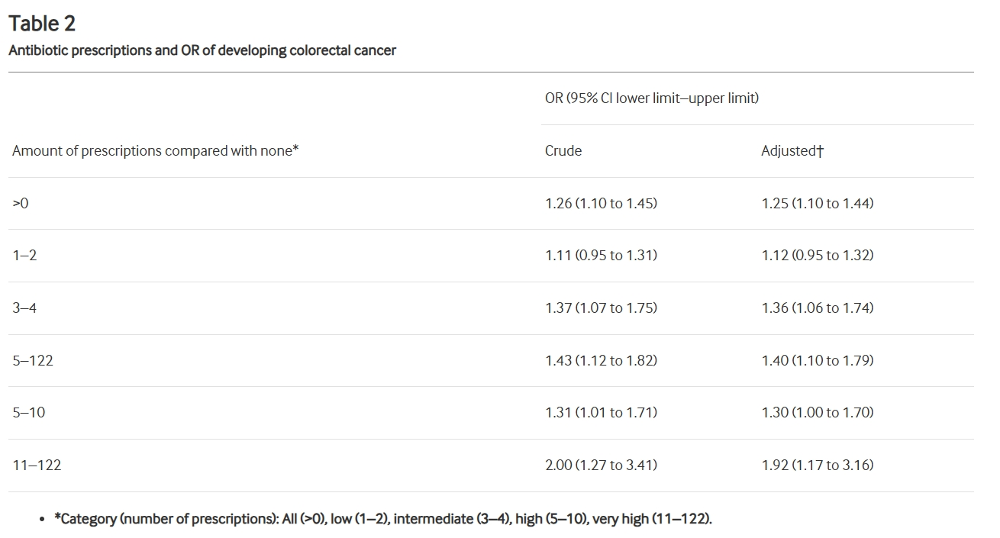 Table 2
Antibiotic prescriptions and OR of developing colorectal cancer
OR (95% CI lower limit–upper limit)
Amount of prescriptions compared with none* Crude Adjusted†
>0 1.26 (1.10 to 1.45) 1.25 (1.10 to 1.44)
1–2 1.11 (0.95 to 1.31) 1.12 (0.95 to 1.32)
3–4 1.37 (1.07 to 1.75) 1.36 (1.06 to 1.74)
5–122 1.43 (1.12 to 1.82) 1.40 (1.10 to 1.79)
5–10 1.31 (1.01 to 1.71) 1.30 (1.00 to 1.70)
11–122 2.00 (1.27 to 3.41) 1.92 (1.17 to 3.16)
• *Category (number of prescriptions): All (>0), low (1–2), intermediate (3–4), high (5–10), very high (11–122).